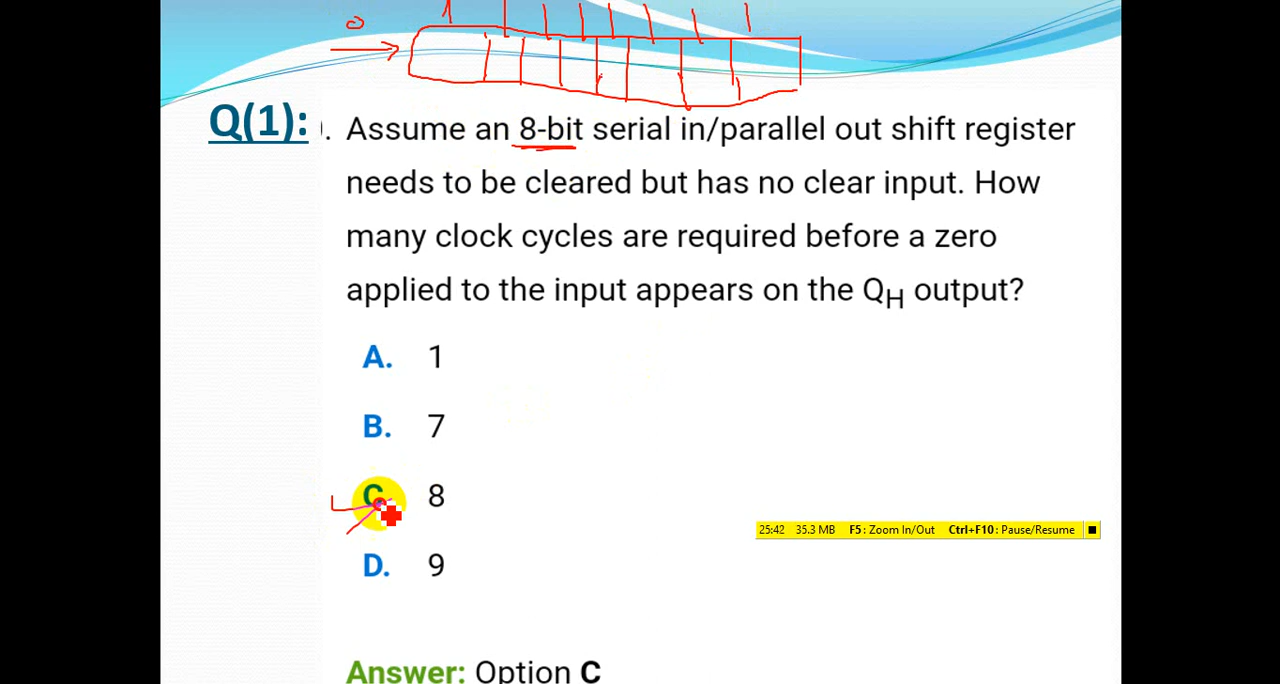 0 1
Q(1): ). Assume an 8-bit serial in/parallel out shift register
needs to be cleared but has no clear input. How
many clock cycles are required before a zero
applied to the input appears on the QH output?
A. 1
B. 7
C. 8
25:42 35.3 MB F5: Zoom In/Out Ctrl+F10: Pause/Resume
D. 9
Answer: Option C